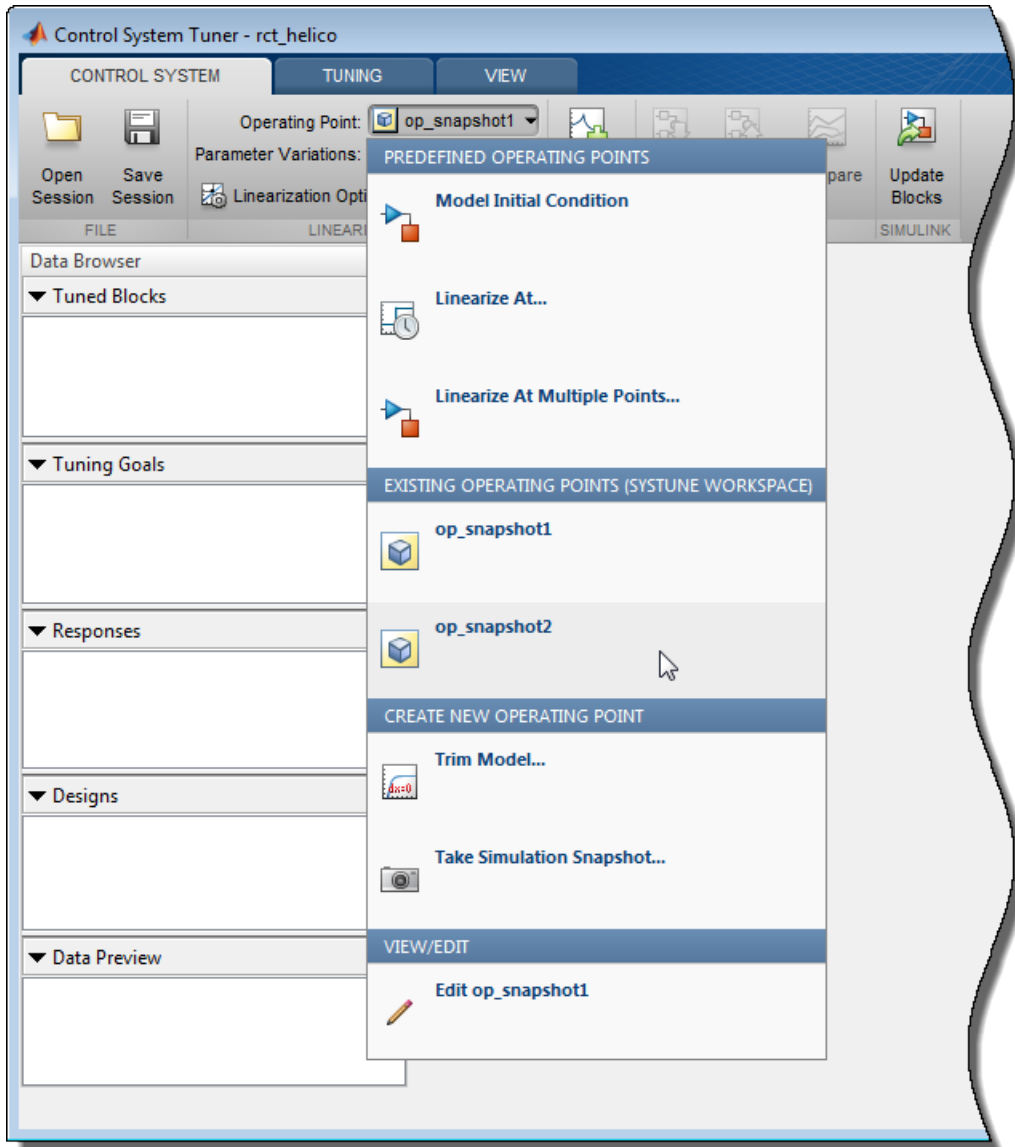 Control System Tuner - rct_helico
CONTROL SYSTEM
TUNING
VIEW
Open Session
Save Session
Operating Point:
op_snapshot1
Parameter Variations:
Linearization Opti
pare
Update Blocks
FILE
LINEARI
SIMULINK
Data Browser
Tuned Blocks
Tuning Goals
Responses
Designs
Data Preview
PREDEFINED OPERATING POINTS
Model Initial Condition
Linearize At...
Linearize At Multiple Points...
EXISTING OPERATING POINTS (SYSTUNE WORKSPACE)
op_snapshot1
op_snapshot2
CREATE NEW OPERATING POINT
dx=0
Trim Model...
Take Simulation Snapshot...
VIEW/EDIT
Edit op_snapshot1